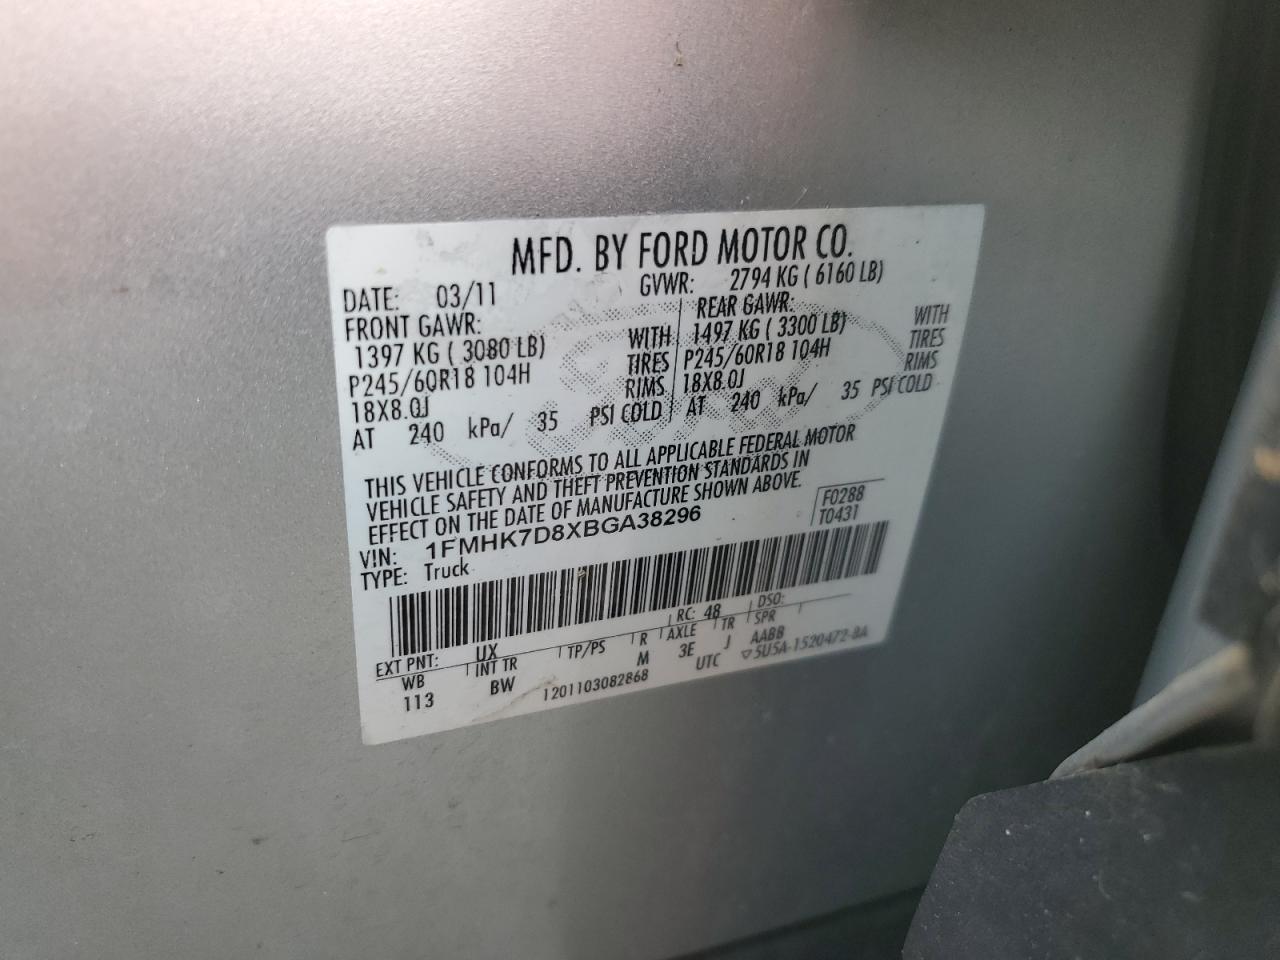 MFD. BY FORD MOTOR CO.
DATE: 03/11 GVWR: 2794 KG ( 6160 LB)
FRONT GAWR: REAR GAWR:
1397 KG ( 3080 LB) WITH 1497 KG ( 3300 LB) WITH
P245/60R18 104H TIRES P245/60R18 104H TIRES
18X8.0J RIMS 18X8.0J RIMS
AT 240 kPa/ 35 PSI COLD AT 240 kPa/ 35 PSI COLD
THIS VEHICLE CONFORMS TO ALL APPLICABLE FEDERAL MOTOR
VEHICLE SAFETY AND THEFT PREVENTION STANDARDS IN
EFFECT ON THE DATE OF MANUFACTURE SHOWN ABOVE.
F0288
VIN: 1FMHK7D8XBGA38296 T0431
TYPE: Truck
EXT PNT: UX RC: 48 DSO:
WB INT TR TP/PS R AXLE TR SPR
113 BW M 3E J AABB
1201103082868 UTC ▽5U5A-1520472-BA